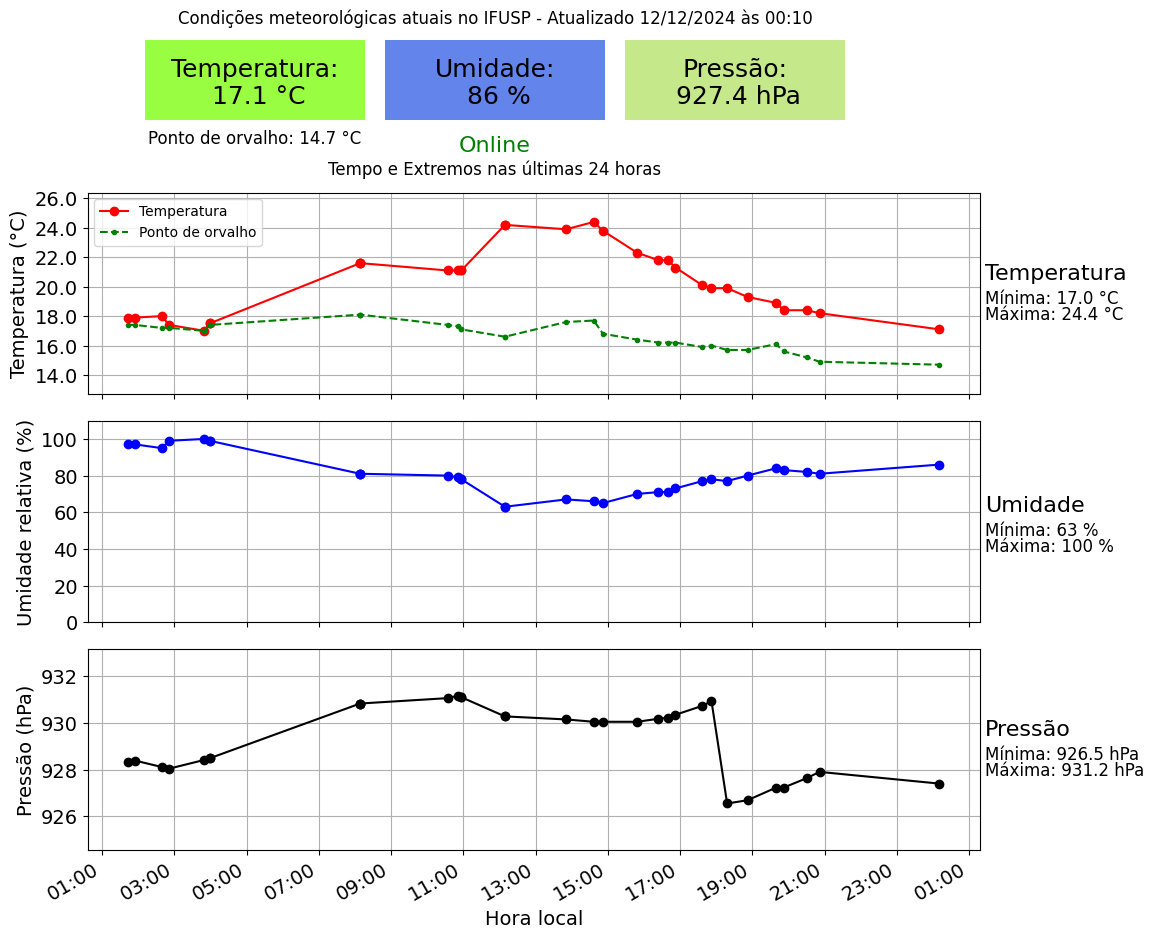 Condições meteorológicas atuais no IFUSP - Atualizado 12/12/2024 às 00:10
Temperatura:
17.1 °C
Umidade:
86 %
Pressão:
927.4 hPa
Ponto de orvalho: 14.7 °C
Online
Tempo e Extremos nas últimas 24 horas
Temperatura (°C)
26.0
24.0
22.0
20.0
18.0
16.0
14.0
Temperatura
Ponto de orvalho
Temperatura
Mínima: 17.0 °C
Máxima: 24.4 °C
Umidade relativa (%)
100
80
60
40
20
0
Umidade
Mínima: 63 %
Máxima: 100 %
Pressão (hPa)
932
930
928
926
Pressão
Mínima: 926.5 hPa
Máxima: 931.2 hPa
01:00 03:00 05:00 07:00 09:00 11:00 13:00 15:00 17:00 19:00 21:00 23:00 01:00
Hora local